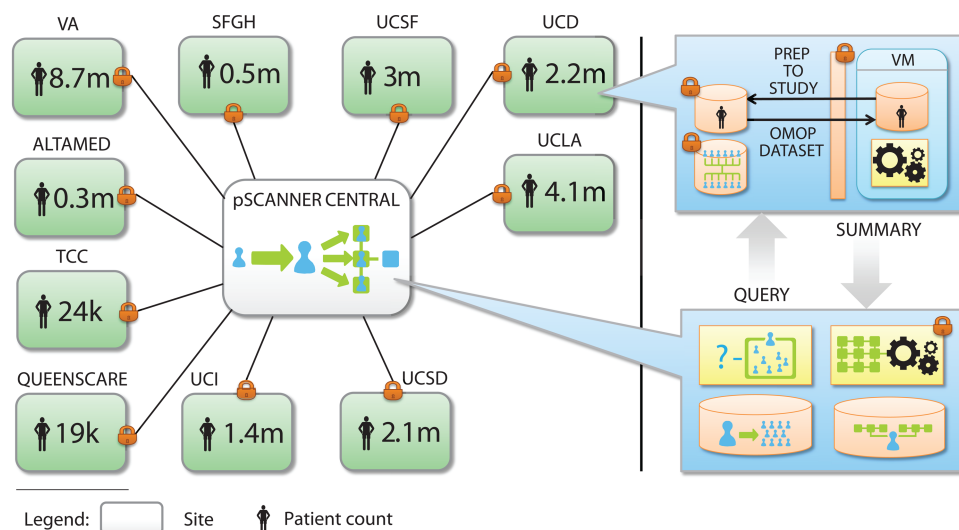 VA
SFGH
UCSF
UCD
8.7m
0.5m
3m
2.2m
ALTAMED
UCLA
0.3m
4.1m
pSCANNER CENTRAL
TCC
24k
QUEENSCARE
UCI
UCSD
19k
1.4m
2.1m
PREP
TO
STUDY
VM
OMOP
DATASET
SUMMARY
QUERY
?-
Legend:
Site
Patient count